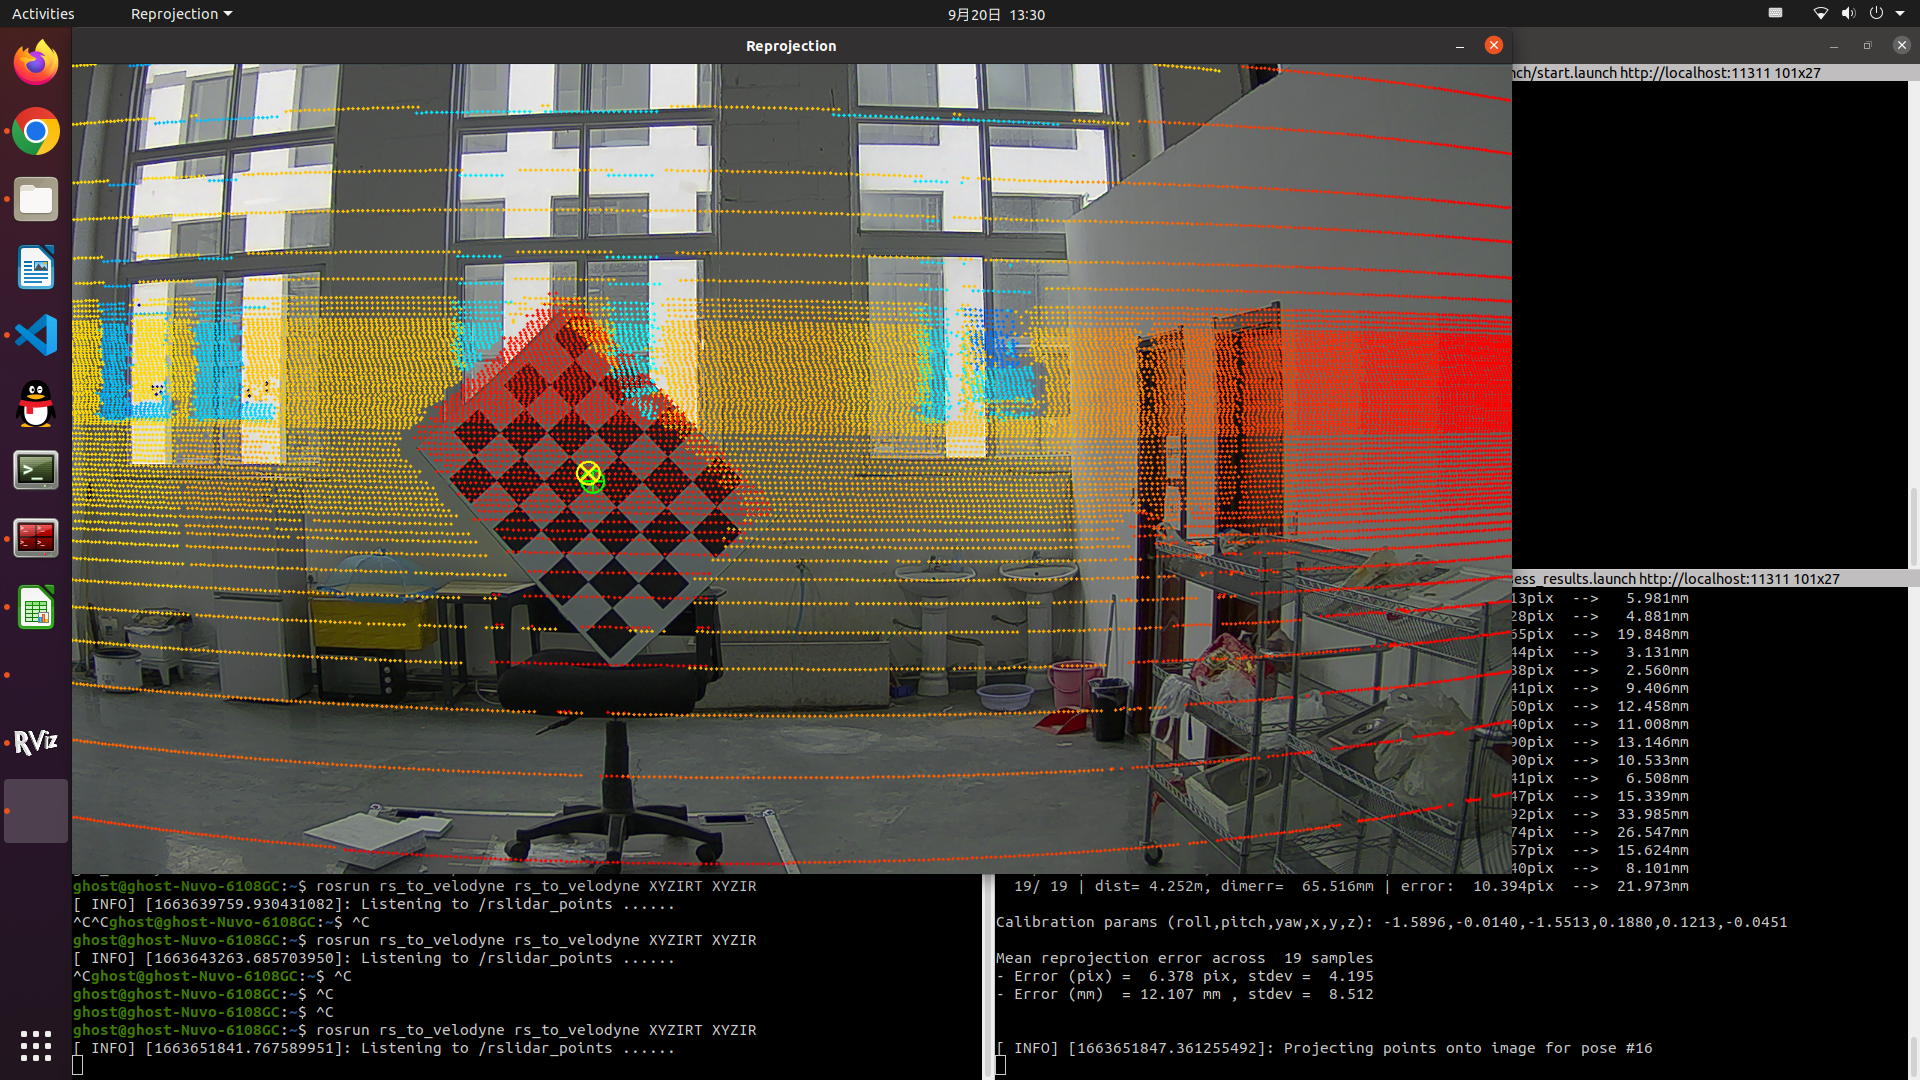 Activities
Reprojection
9月20日 13:30
Reprojection
nch/start.launch http://localhost:11311 101x27
ess_results.launch http://localhost:11311 101x27
13pix --> 5.981mm
28pix --> 4.881mm
65pix --> 19.848mm
44pix --> 3.131mm
38pix --> 2.560mm
41pix --> 9.406mm
60pix --> 12.458mm
40pix --> 11.008mm
90pix --> 13.146mm
90pix --> 10.533mm
41pix --> 6.508mm
47pix --> 15.339mm
92pix --> 33.985mm
74pix --> 26.547mm
57pix --> 15.624mm
40pix --> 8.101mm
19/ 19 | dist= 4.252m, dimerr= 65.516mm | error: 10.394pix --> 21.973mm
Calibration params (roll,pitch,yaw,x,y,z): -1.5896,-0.0140,-1.5513,0.1880,0.1213,-0.0451
Mean reprojection error across 19 samples
- Error (pix) = 6.378 pix, stdev = 4.195
- Error (mm) = 12.107 mm , stdev = 8.512
[ INFO] [1663651847.361255492]: Projecting points onto image for pose #16
ghost@ghost-Nuvo-6108GC:~$ rosrun rs_to_velodyne rs_to_velodyne XYZIRT XYZIR
[ INFO] [1663639759.930431082]: Listening to /rslidar_points ......
^C^Cghost@ghost-Nuvo-6108GC:~$ ^C
ghost@ghost-Nuvo-6108GC:~$ rosrun rs_to_velodyne rs_to_velodyne XYZIRT XYZIR
[ INFO] [1663643263.685703950]: Listening to /rslidar_points ......
^Cghost@ghost-Nuvo-6108GC:~$ ^C
ghost@ghost-Nuvo-6108GC:~$ ^C
ghost@ghost-Nuvo-6108GC:~$ ^C
ghost@ghost-Nuvo-6108GC:~$ rosrun rs_to_velodyne rs_to_velodyne XYZIRT XYZIR
[ INFO] [1663651841.767589951]: Listening to /rslidar_points ......
RViz